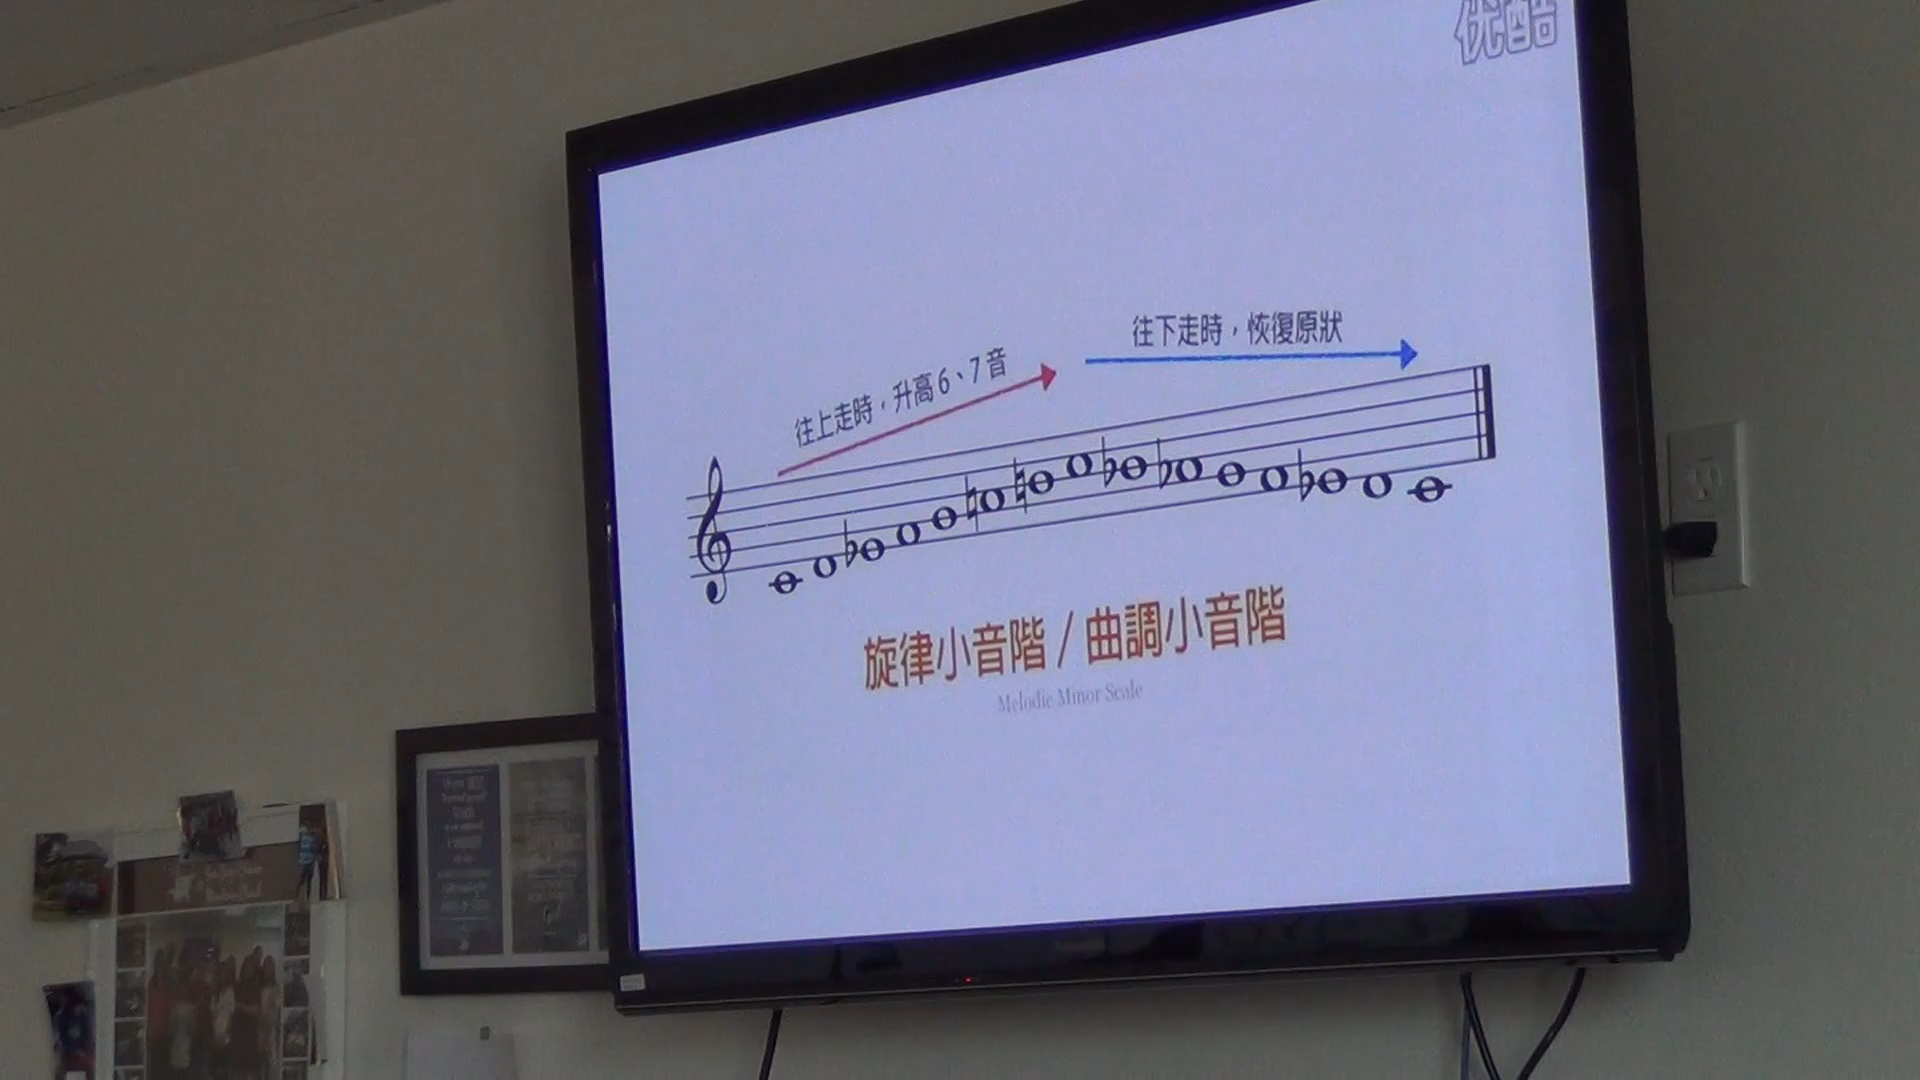 优酷
往下走時，恢復原狀
往上走時，升高6、7音
旋律小音階 / 曲調小音階
Melodic Minor Scale